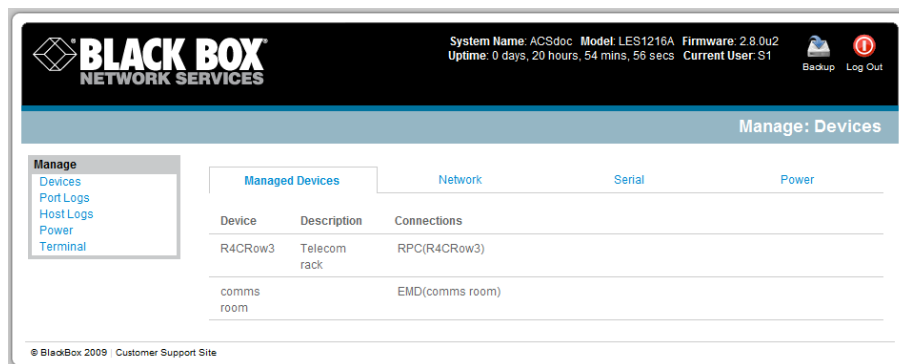 BLACK BOX
NETWORK SERVICES
System Name: ACSdoc Model: LES1216A Firmware: 2.8.0u2
Uptime: 0 days, 20 hours, 54 mins, 56 secs Current User: S1
Backup
Log Out
Manage: Devices
Manage
Devices
Port Logs
Host Logs
Power
Terminal
Managed Devices
Network
Serial
Power
Device
Description
Connections
R4CRow3
Telecom
rack
RPC(R4CRow3)
comms
room
EMD(comms room)
© BlackBox 2009 | Customer Support Site